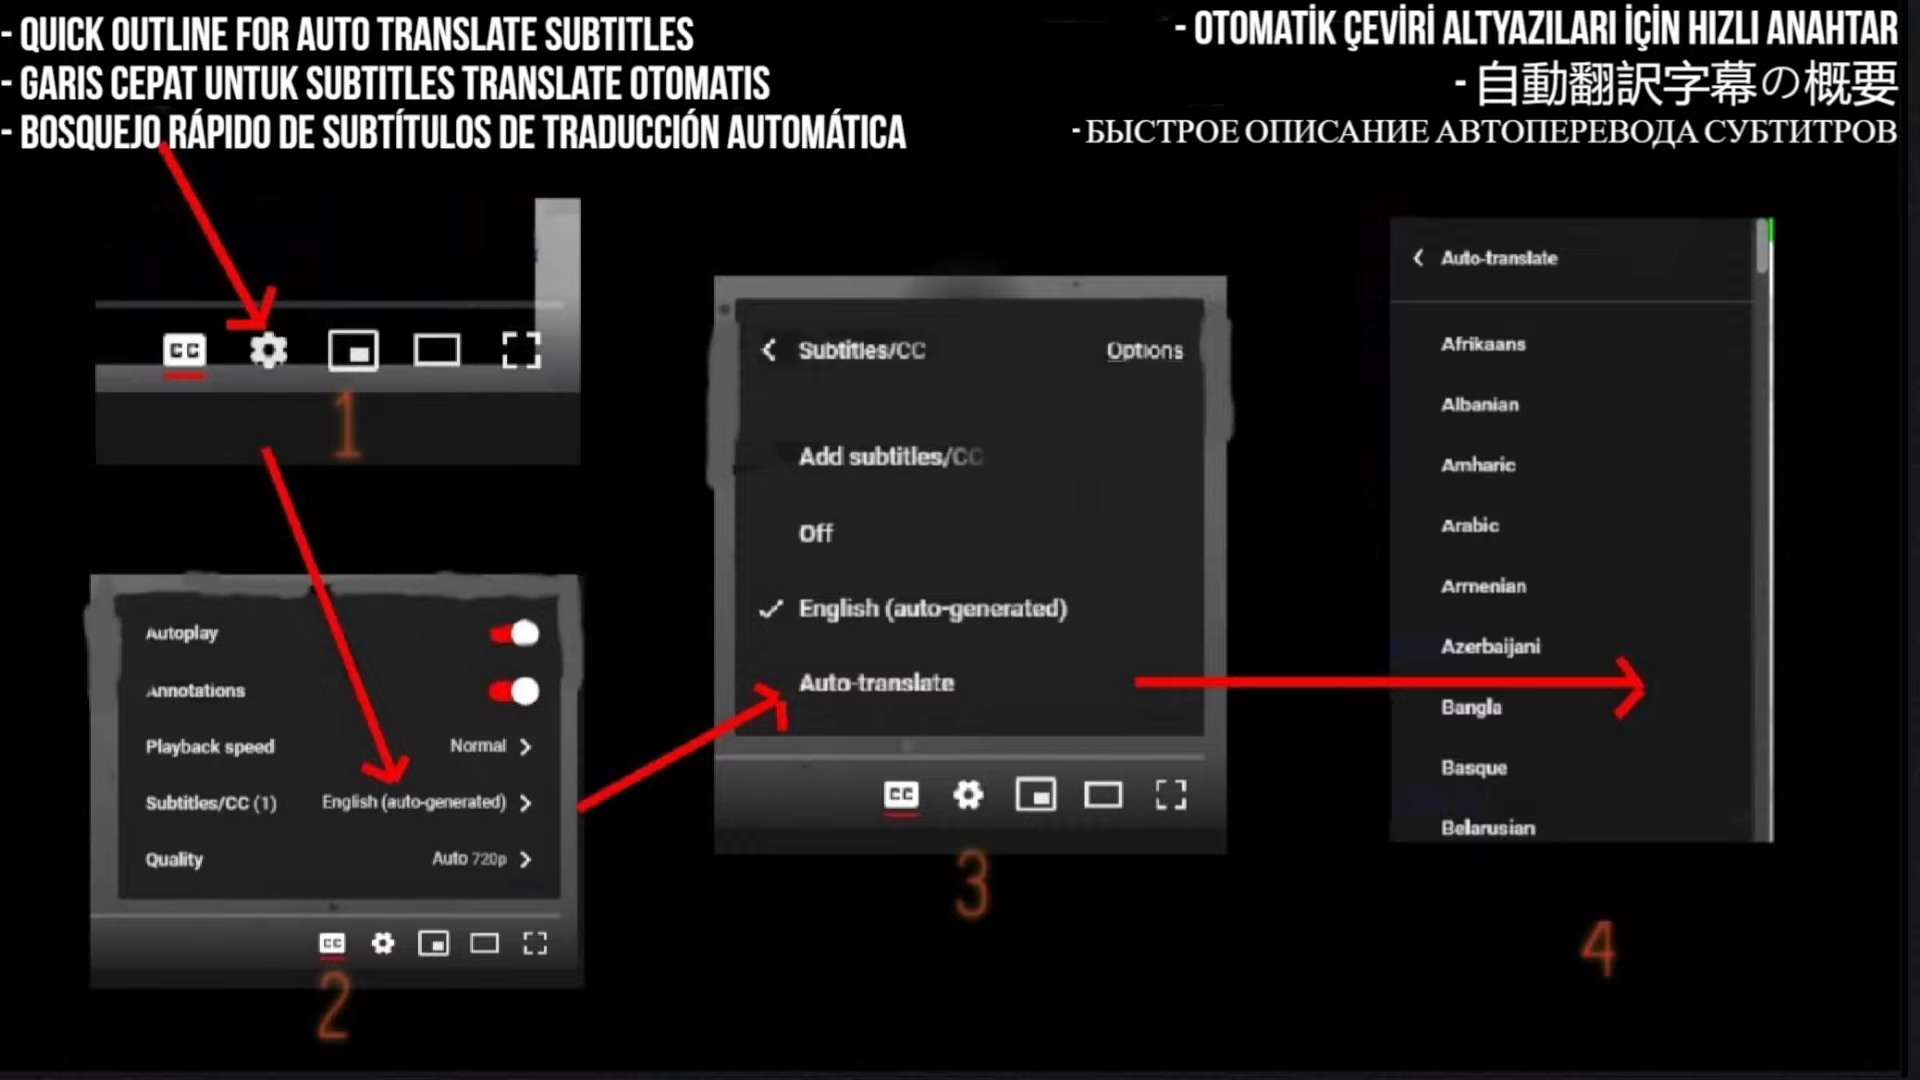 - QUICK OUTLINE FOR AUTO TRANSLATE SUBTITLES
- GARIS CEPAT UNTUK SUBTITLES TRANSLATE OTOMATIS
- BOSQUEJO RÁPIDO DE SUBTÍTULOS DE TRADUCCIÓN AUTOMÁTICA
- OTOMATİK ÇEVİRİ ALTYAZILARI İÇİN HIZLI ANAHTAR
- 自動翻訳字幕の概要
- БЫСТРОЕ ОПИСАНИЕ АВТОПЕРЕВОДА СУБТИТРОВ
CC
1
Autoplay
Annotations
Playback speed Normal
Subtitles/CC (1) English (auto-generated)
Quality Auto 720p
CC
2
Subtitles/CC Options
Add subtitles/CC
Off
English (auto-generated)
Auto-translate
CC
3
Auto-translate
Afrikaans
Albanian
Amharic
Arabic
Armenian
Azerbaijani
Bangla
Basque
Belarusian
4